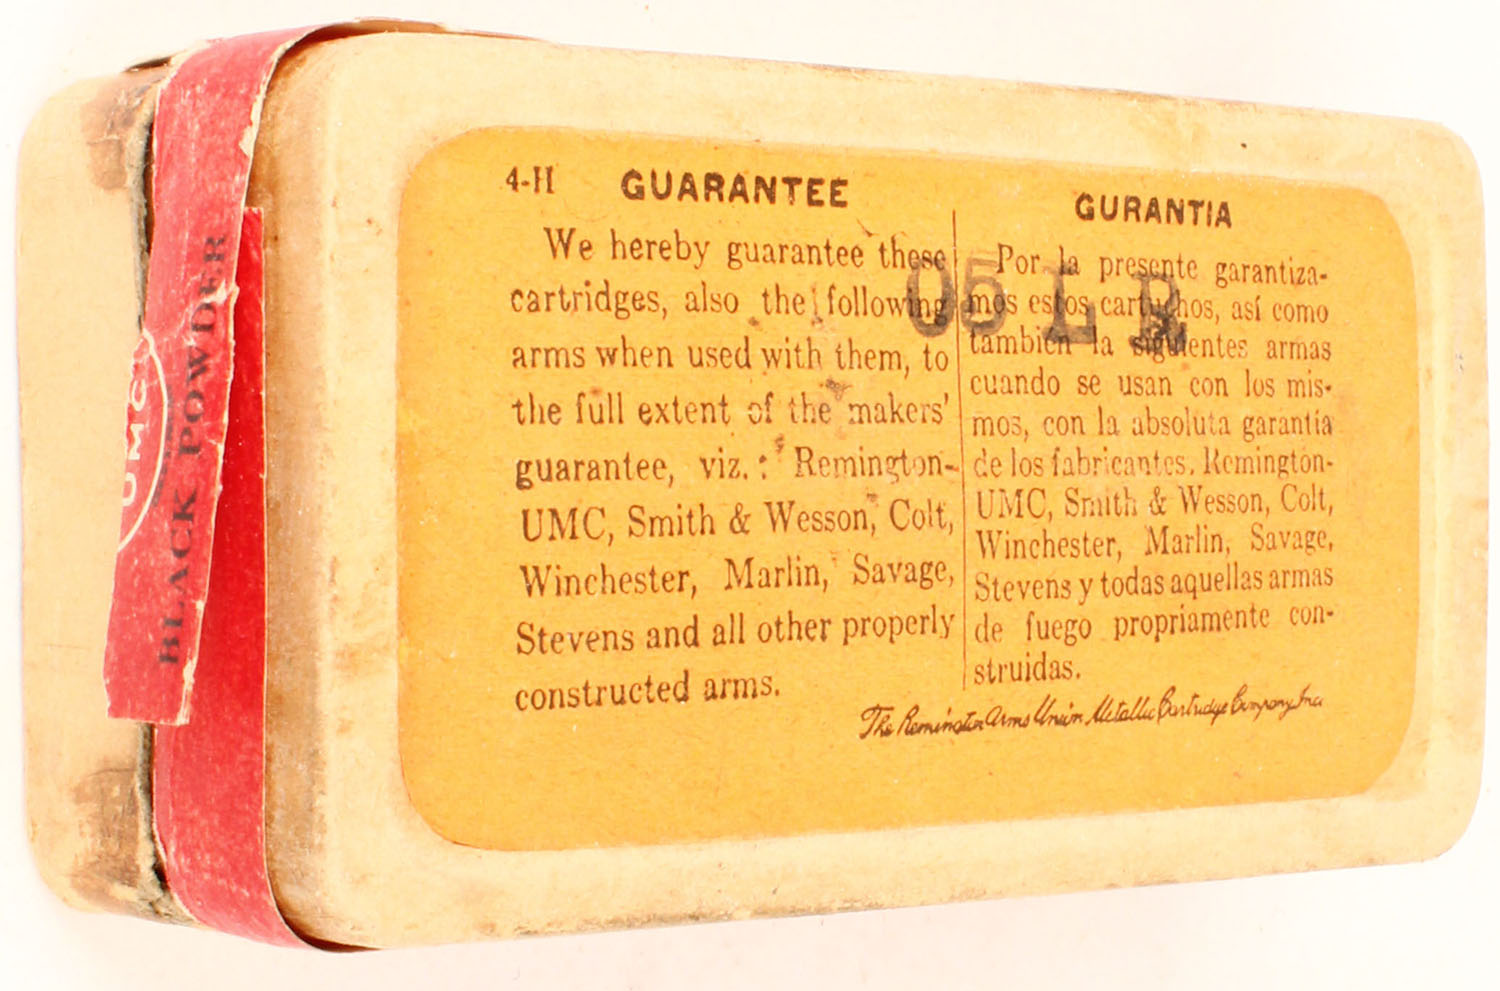 4-H GUARANTEE
We hereby guarantee these
cartridges, also the following
arms when used with them, to
the full extent of the makers'
guarantee, viz.: Remington-
UMC, Smith & Wesson, Colt,
Winchester, Marlin, Savage,
Stevens and all other properly
constructed arms.
GURANTIA
Por la presente garantiza-
mos estos cartuchos, así como
también la siguientes armas
cuando se usan con los mis-
mos, con la absoluta garantía
de los fabricantes. Remington-
UMC, Smith & Wesson, Colt,
Winchester, Marlin, Savage,
Stevens y todas aquellas armas
de fuego propriamente con-
struidas.
The Remington Arms Union Metallic Cartridge Company Inc.
05 L R
UMC
BLACK POWDER